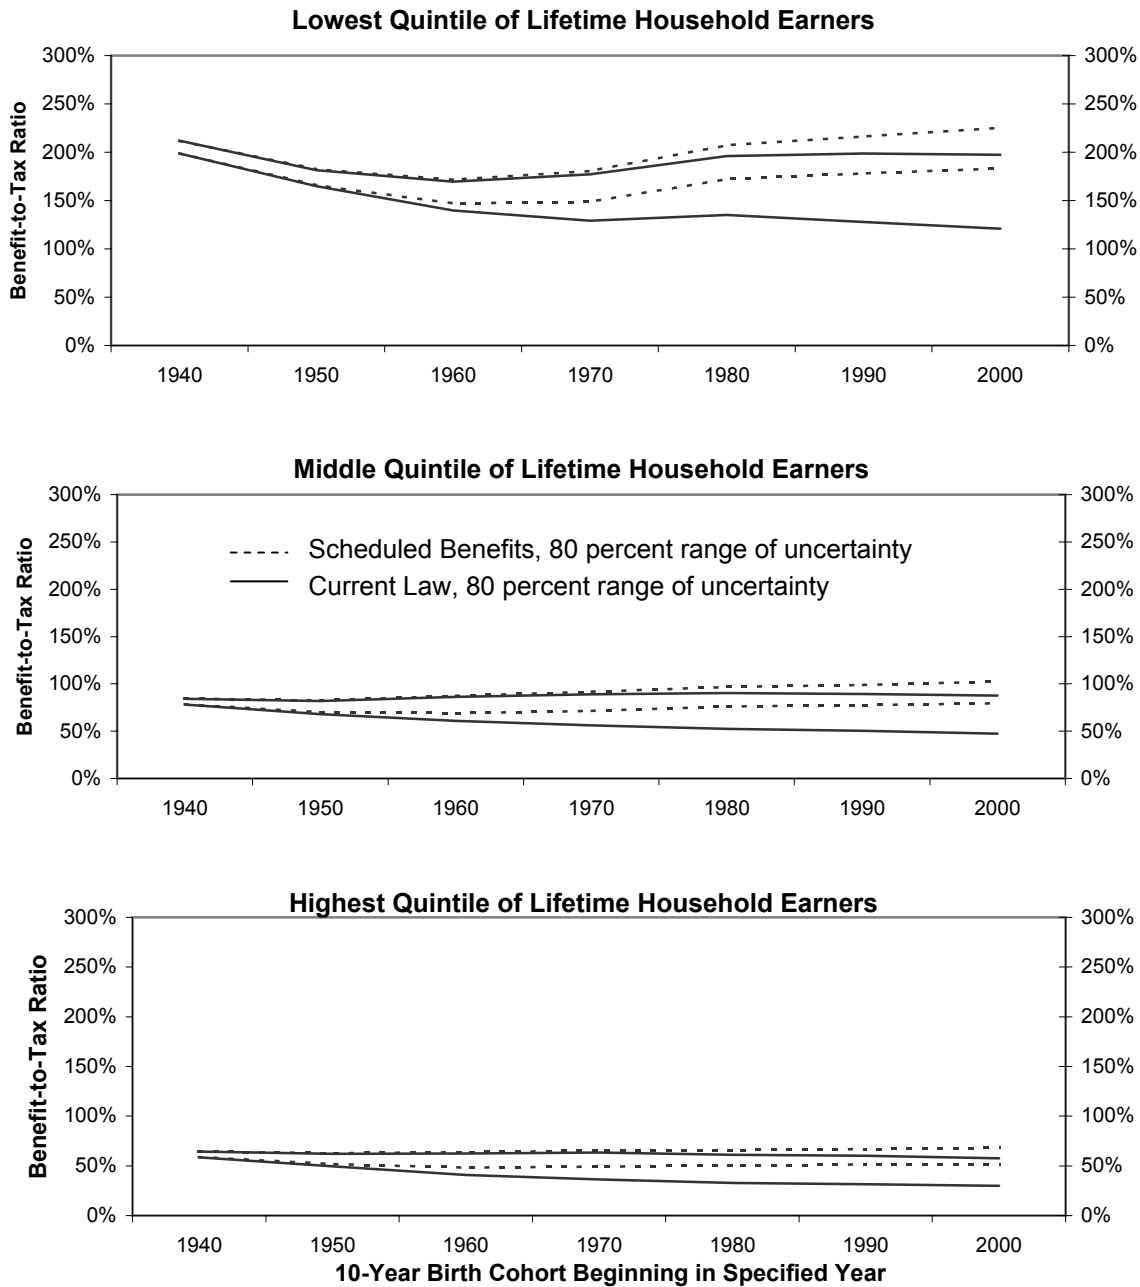 Lowest Quintile of Lifetime Household Earners
Benefit-to-Tax Ratio
300% 300%
250% 250%
200% 200%
150% 150%
100% 100%
50% 50%
0% 0%
1940 1950 1960 1970 1980 1990 2000
Middle Quintile of Lifetime Household Earners
Benefit-to-Tax Ratio
300% 300%
250% 250%
Scheduled Benefits, 80 percent range of uncertainty
200% 200%
Current Law, 80 percent range of uncertainty
150% 150%
100% 100%
50% 50%
0% 0%
1940 1950 1960 1970 1980 1990 2000
Highest Quintile of Lifetime Household Earners
Benefit-to-Tax Ratio
300% 300%
250% 250%
200% 200%
150% 150%
100% 100%
50% 50%
0% 0%
1940 1950 1960 1970 1980 1990 2000
10-Year Birth Cohort Beginning in Specified Year